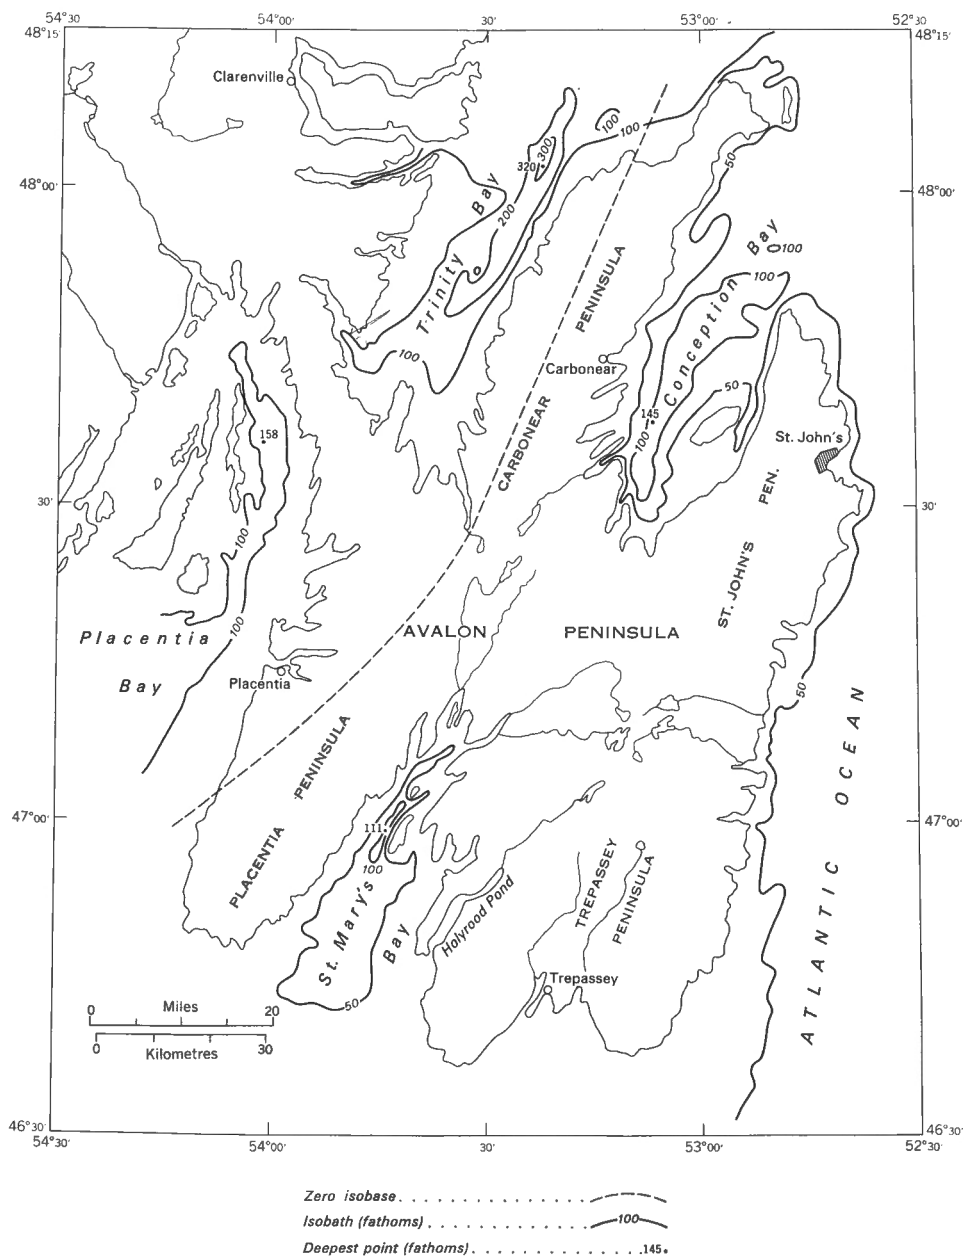 54°30'
54°00'
30'
53°00'
52°30'
48°15'
48°15'
Clarenville
100
100
300
320
50
48°00'
48°00'
Trinity Bay
200
100
Conception Bay
100
PENINSULA
100
Carbonear
50
145
100
St. John's
158
CARBONEAR
PEN.
30'
30'
100
ST. JOHN'S
Placentia
Bay
100
AVALON PENINSULA
Placentia
50
PENINSULA
ATLANTIC OCEAN
47°00'
47°00'
111
100
PLACENTIA
TREPASSEY
PENINSULA
St. Mary's
Bay
Holyrood Pond
Trepassey
50
0 Miles 20
0 Kilometres 30
46°30'
46°30'
54°30'
54°00'
30'
53°00'
52°30'
Zero isobase
Isobath (fathoms) 100
Deepest point (fathoms) 145